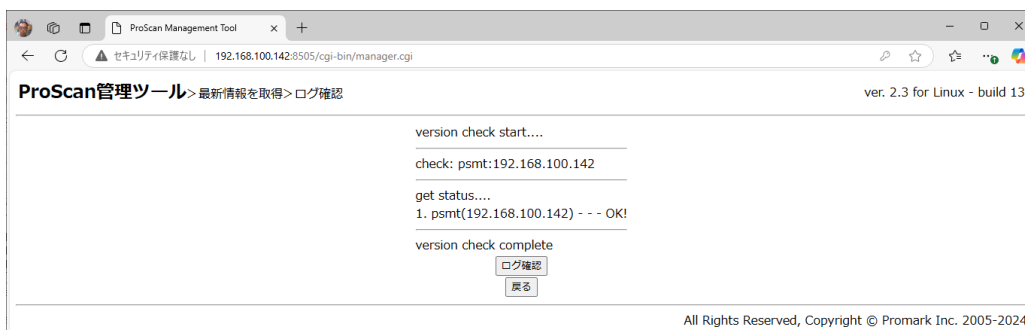 ProScan Management Tool
セキュリティ保護なし | 192.168.100.142:8505/cgi-bin/manager.cgi
ProScan管理ツール>最新情報を取得>ログ確認
ver. 2.3 for Linux - build 13
version check start....
check: psmt:192.168.100.142
get status....
1. psmt(192.168.100.142) - - - OK!
version check complete
ログ確認
戻る
All Rights Reserved, Copyright © Promark Inc. 2005-2024